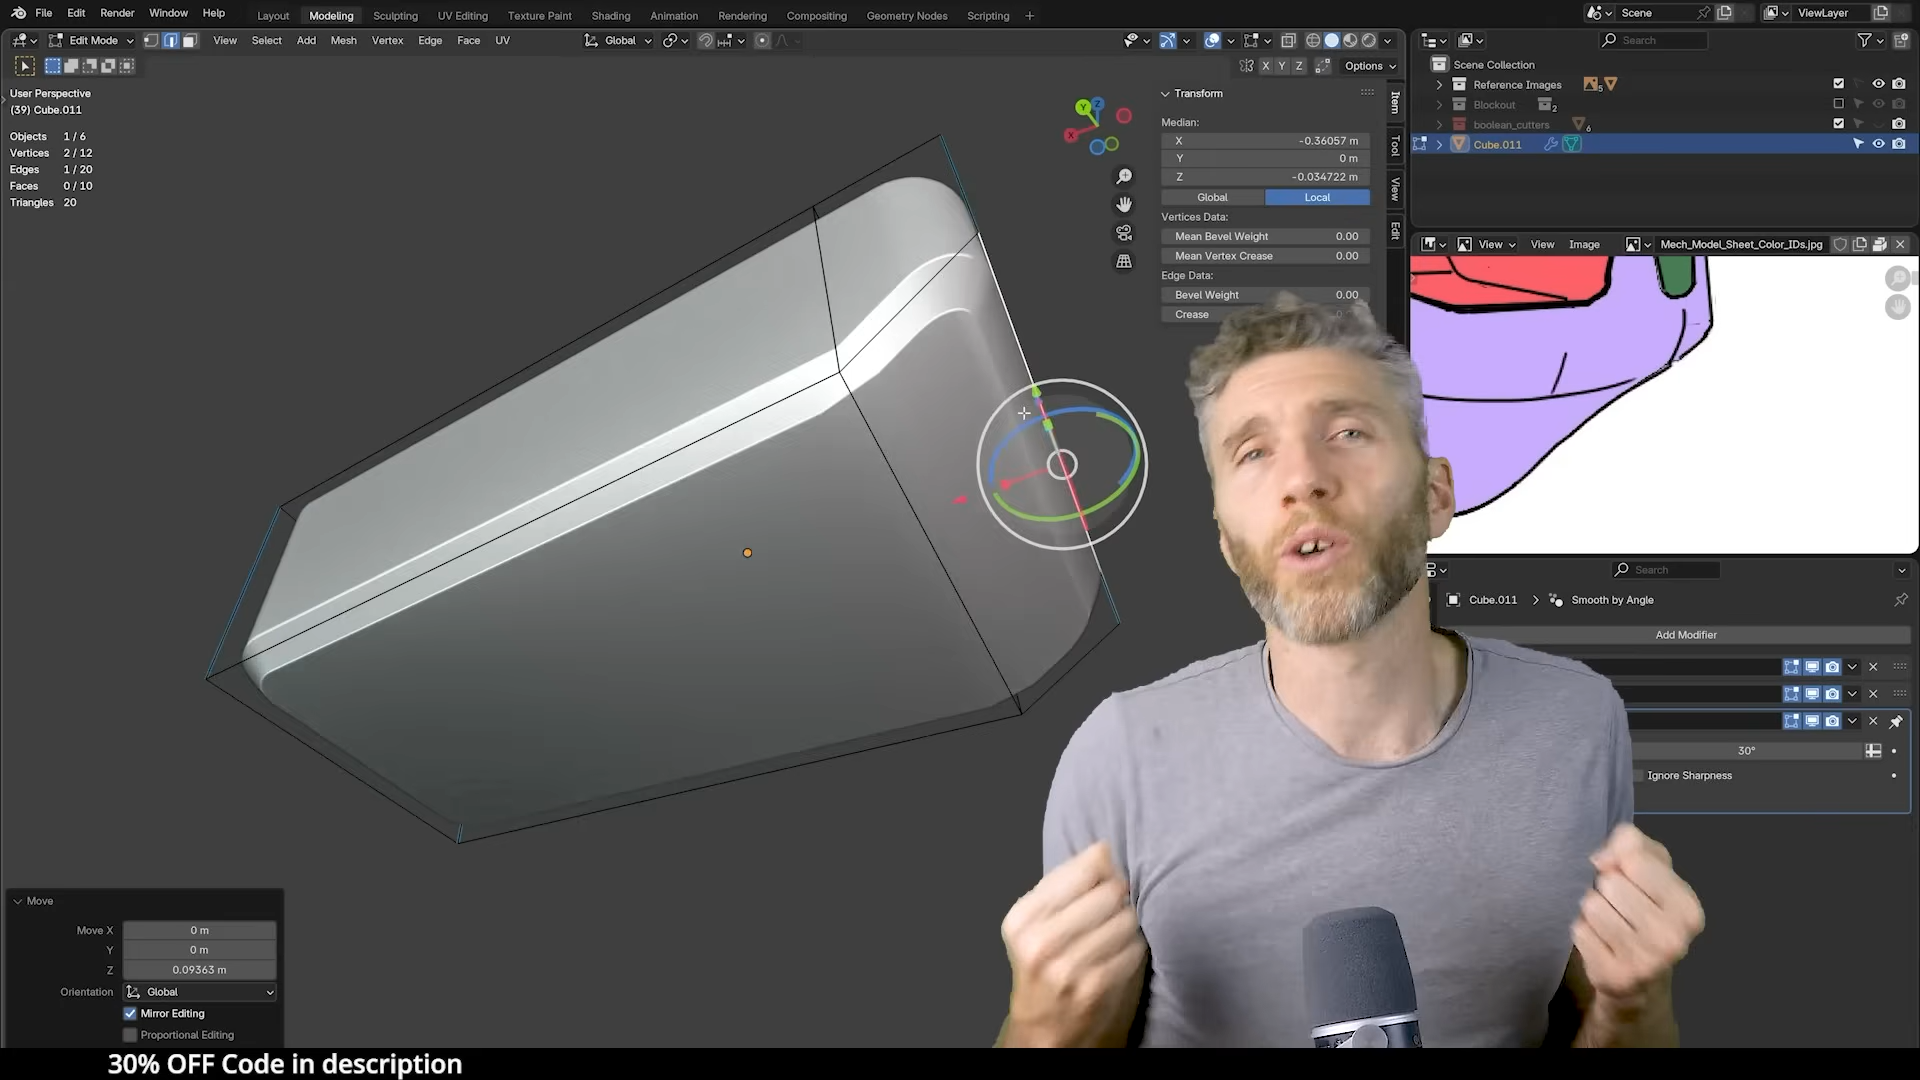 File Edit Render Window Help Layout Modeling Sculpting UV Editing Texture Paint Shading Animation Rendering Compositing Geometry Nodes Scripting + Scene ViewLayer
Edit Mode View Select Add Mesh Vertex Edge Face UV Global Search
X Y Z Options
User Perspective
(39) Cube.011
Objects 1 / 6
Vertices 2 / 12
Edges 1 / 20
Faces 0 / 10
Triangles 20
Y Z
X
Transform
Median:
X -0.36057 m
Y 0 m
Z -0.034722 m
Global Local
Vertices Data:
Mean Bevel Weight 0.00
Mean Vertex Crease 0.00
Edge Data:
Bevel Weight 0.00
Crease
Item
Tool
View
Edit
Scene Collection
Reference Images 5
Blockout 2
boolean_cutters 6
Cube.011
View View Image Mech_Model_Sheet_Color_IDs.jpg
Search
Cube.011 > Smooth by Angle
Add Modifier
30°
Ignore Sharpness
Move
Move X 0 m
Y 0 m
Z 0.09363 m
Orientation Global
Mirror Editing
Proportional Editing
30% OFF Code in description